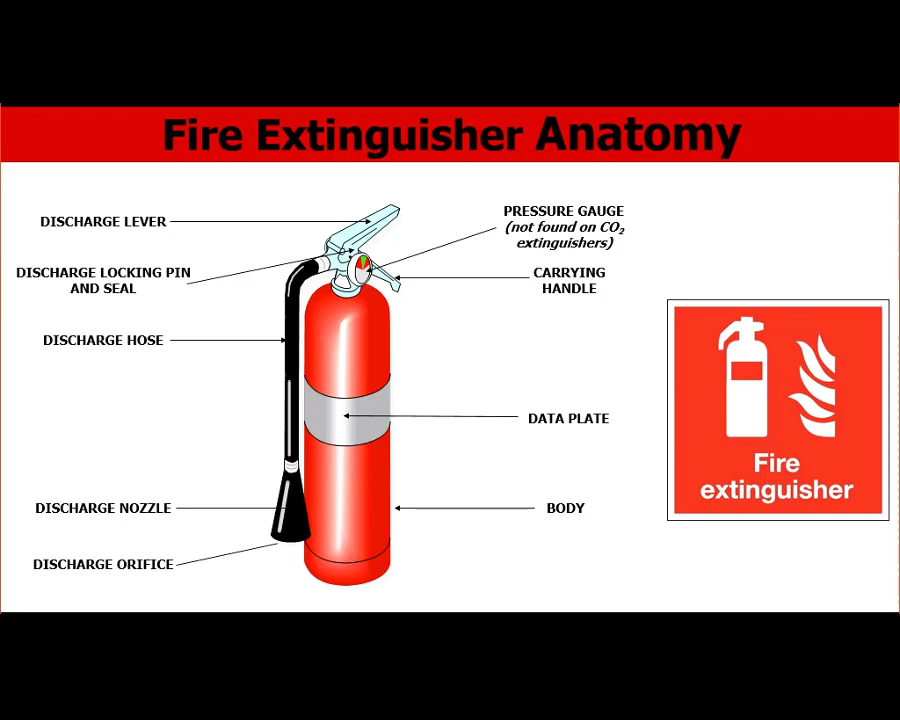 Fire Extinguisher Anatomy
DISCHARGE LEVER
DISCHARGE LOCKING PIN
AND SEAL
DISCHARGE HOSE
DISCHARGE NOZZLE
DISCHARGE ORIFICE
PRESSURE GAUGE
(not found on CO₂
extinguishers)
CARRYING
HANDLE
DATA PLATE
BODY
Fire
extinguisher